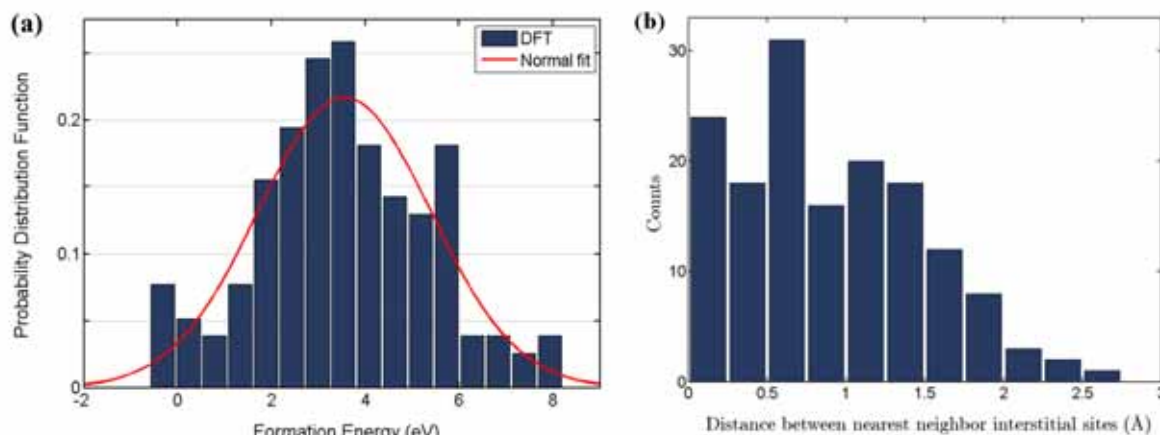 (a)
DFT
Normal fit
Probability Distribution Function
0.2
0.1
0
-2 0 2 4 6 8
Formation Energy (eV)
(b)
Counts
30
20
10
0
0 0.5 1 1.5 2 2.5 3
Distance between nearest neighbor interstitial sites (Å)